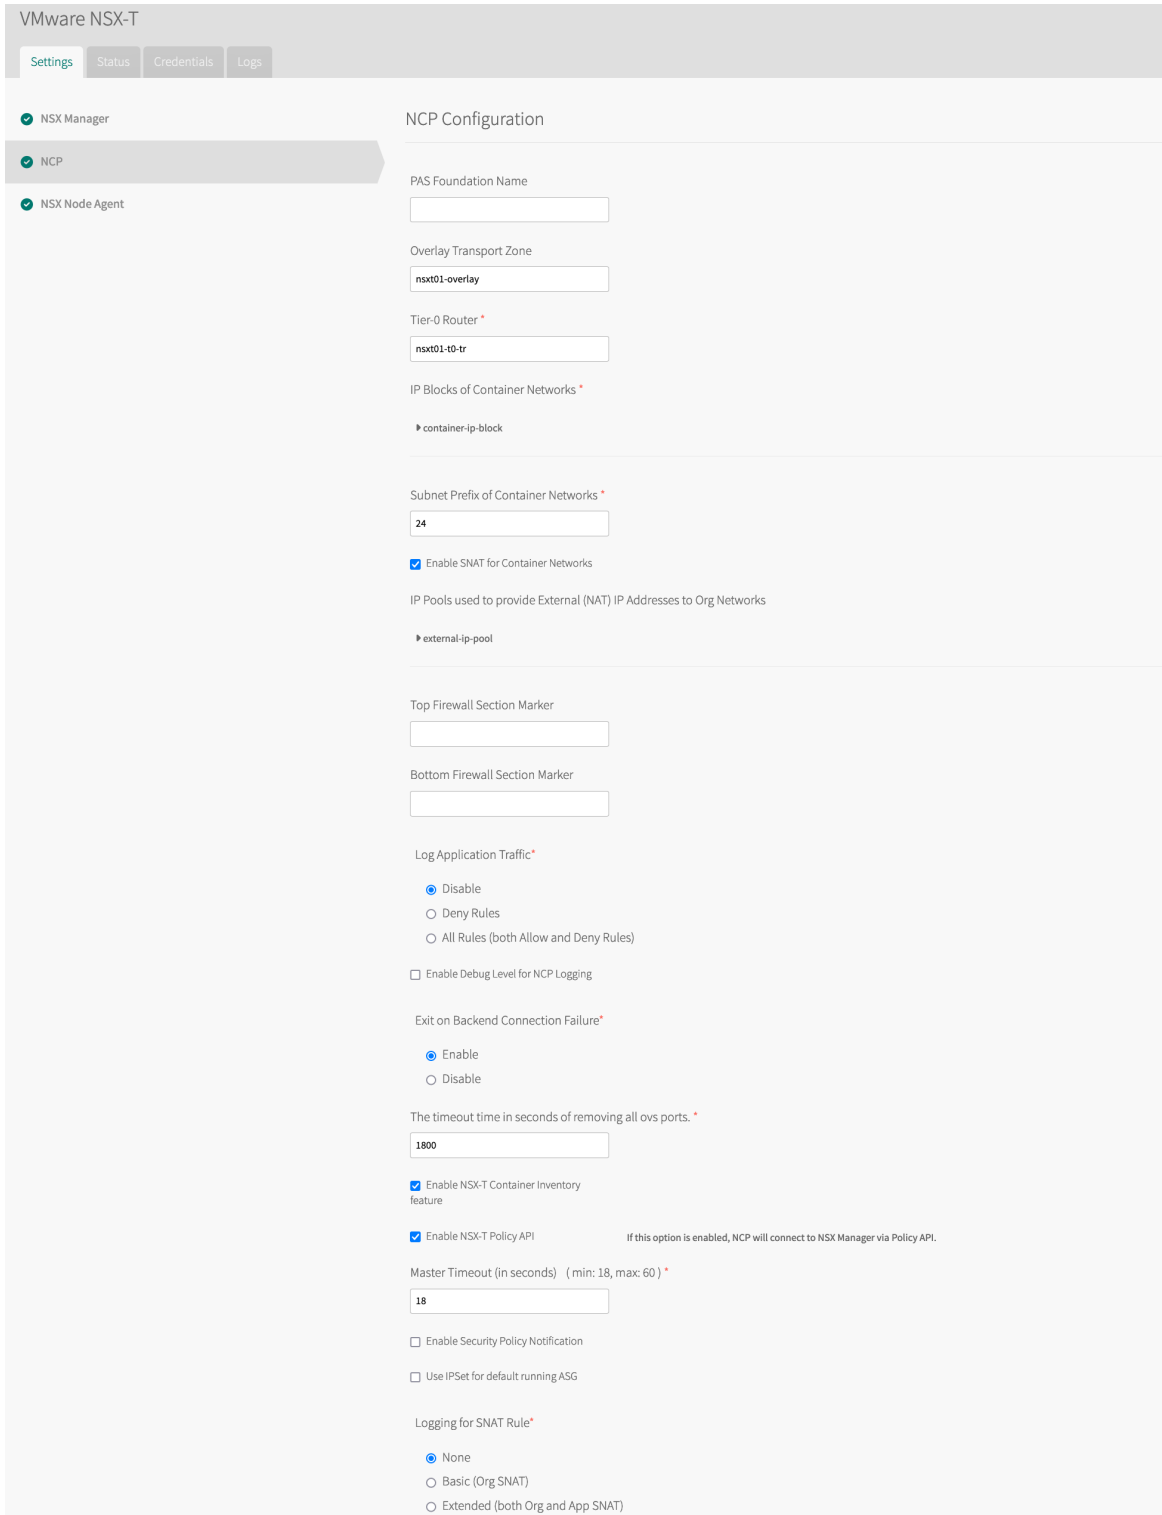 VMware NSX-T
Settings
Status
Credentials
Logs
NSX Manager
NCP
NSX Node Agent
NCP Configuration
PAS Foundation Name
Overlay Transport Zone
nsxt01-overlay
Tier-0 Router *
nsxt01-t0-tr
IP Blocks of Container Networks *
container-ip-block
Subnet Prefix of Container Networks *
24
Enable SNAT for Container Networks
IP Pools used to provide External (NAT) IP Addresses to Org Networks
external-ip-pool
Top Firewall Section Marker
Bottom Firewall Section Marker
Log Application Traffic*
Disable
Deny Rules
All Rules (both Allow and Deny Rules)
Enable Debug Level for NCP Logging
Exit on Backend Connection Failure*
Enable
Disable
The timeout time in seconds of removing all ovs ports. *
1800
Enable NSX-T Container Inventory
feature
Enable NSX-T Policy API
If this option is enabled, NCP will connect to NSX Manager via Policy API.
Master Timeout (in seconds) ( min: 18, max: 60 ) *
18
Enable Security Policy Notification
Use IPSet for default running ASG
Logging for SNAT Rule*
None
Basic (Org SNAT)
Extended (both Org and App SNAT)